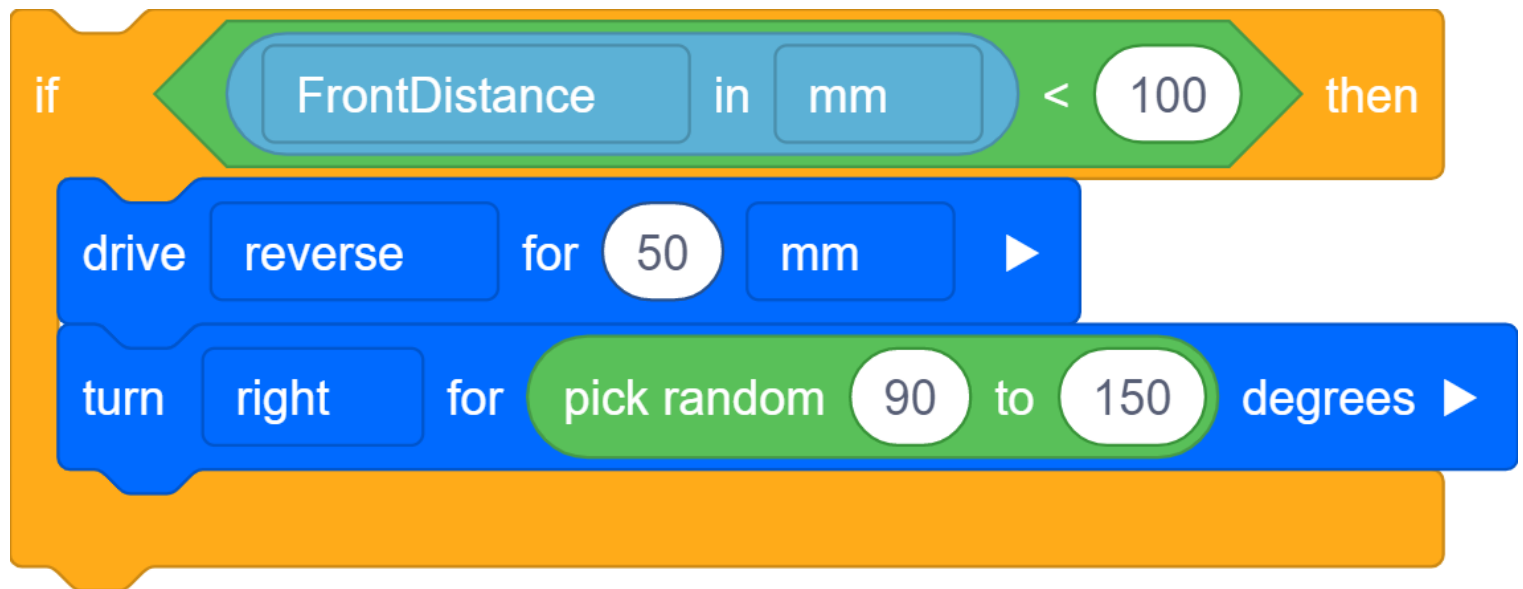 if FrontDistance in mm < 100 then
drive reverse for 50 mm
turn right for pick random 90 to 150 degrees